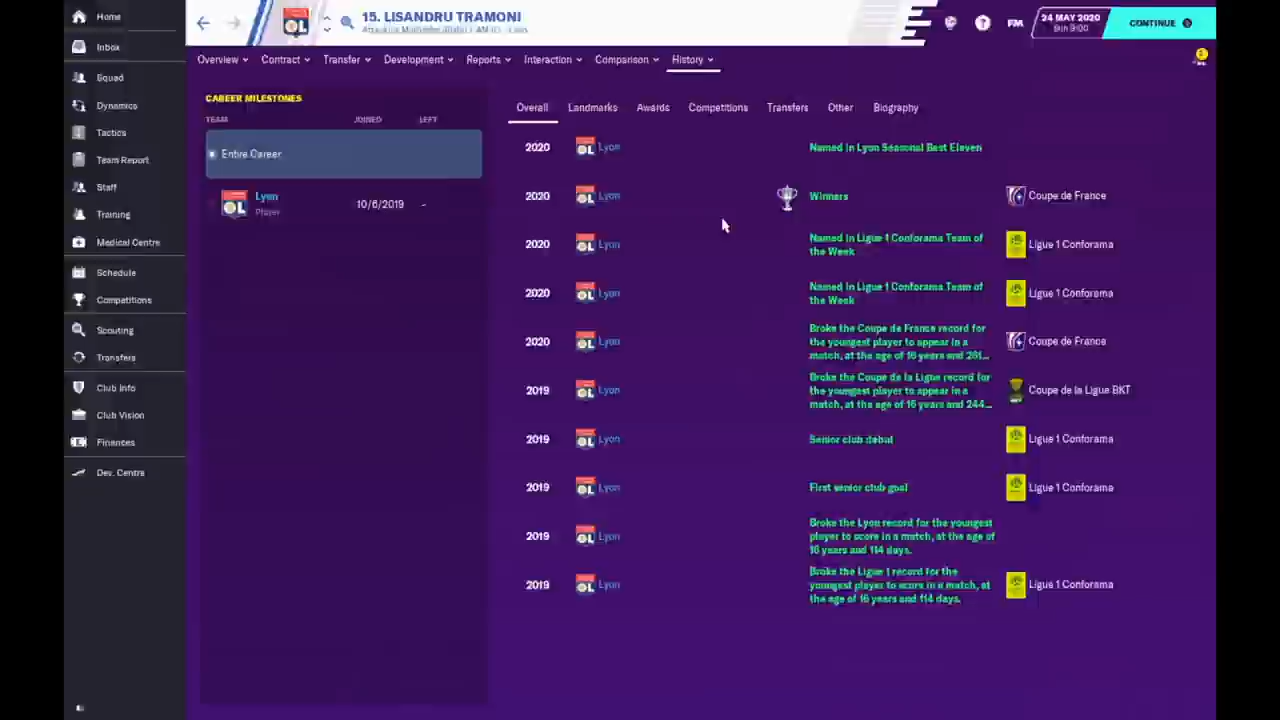 Home
Inbox
Squad
Dynamics
Tactics
Team Report
Staff
Training
Medical Centre
Schedule
Competitions
Scouting
Transfers
Club Info
Club Vision
Finances
Dev. Centre
OL
15. LISANDRU TRAMONI
FM
24 MAY 2020
9:00
CONTINUE
Overview
Contract
Transfer
Development
Reports
Interaction
Comparison
History
CAREER MILESTONES
TEAM JOINED LEFT
Entire Career
Lyon 10/6/2019 -
Player
Overall Landmarks Awards Competitions Transfers Other Biography
2020 Lyon Named in Lyon Seasonal Best Eleven
2020 Lyon Winners Coupe de France
2020 Lyon Named in Ligue 1 Conforama Team of
the Week Ligue 1 Conforama
2020 Lyon Named in Ligue 1 Conforama Team of
the Week Ligue 1 Conforama
2020 Lyon Broke the Coupe de France record for
the youngest player to appear in a
match, at the age of 16 years and 261... Coupe de France
2019 Lyon Broke the Coupe de la Ligue record for
the youngest player to appear in a
match, at the age of 16 years and 244... Coupe de la Ligue BKT
2019 Lyon Senior club debut Ligue 1 Conforama
2019 Lyon First senior club goal Ligue 1 Conforama
2019 Lyon Broke the Lyon record for the youngest
player to score in a match, at the age of
16 years and 114 days.
2019 Lyon Broke the Ligue 1 record for the
youngest player to score in a match, at
the age of 16 years and 114 days. Ligue 1 Conforama